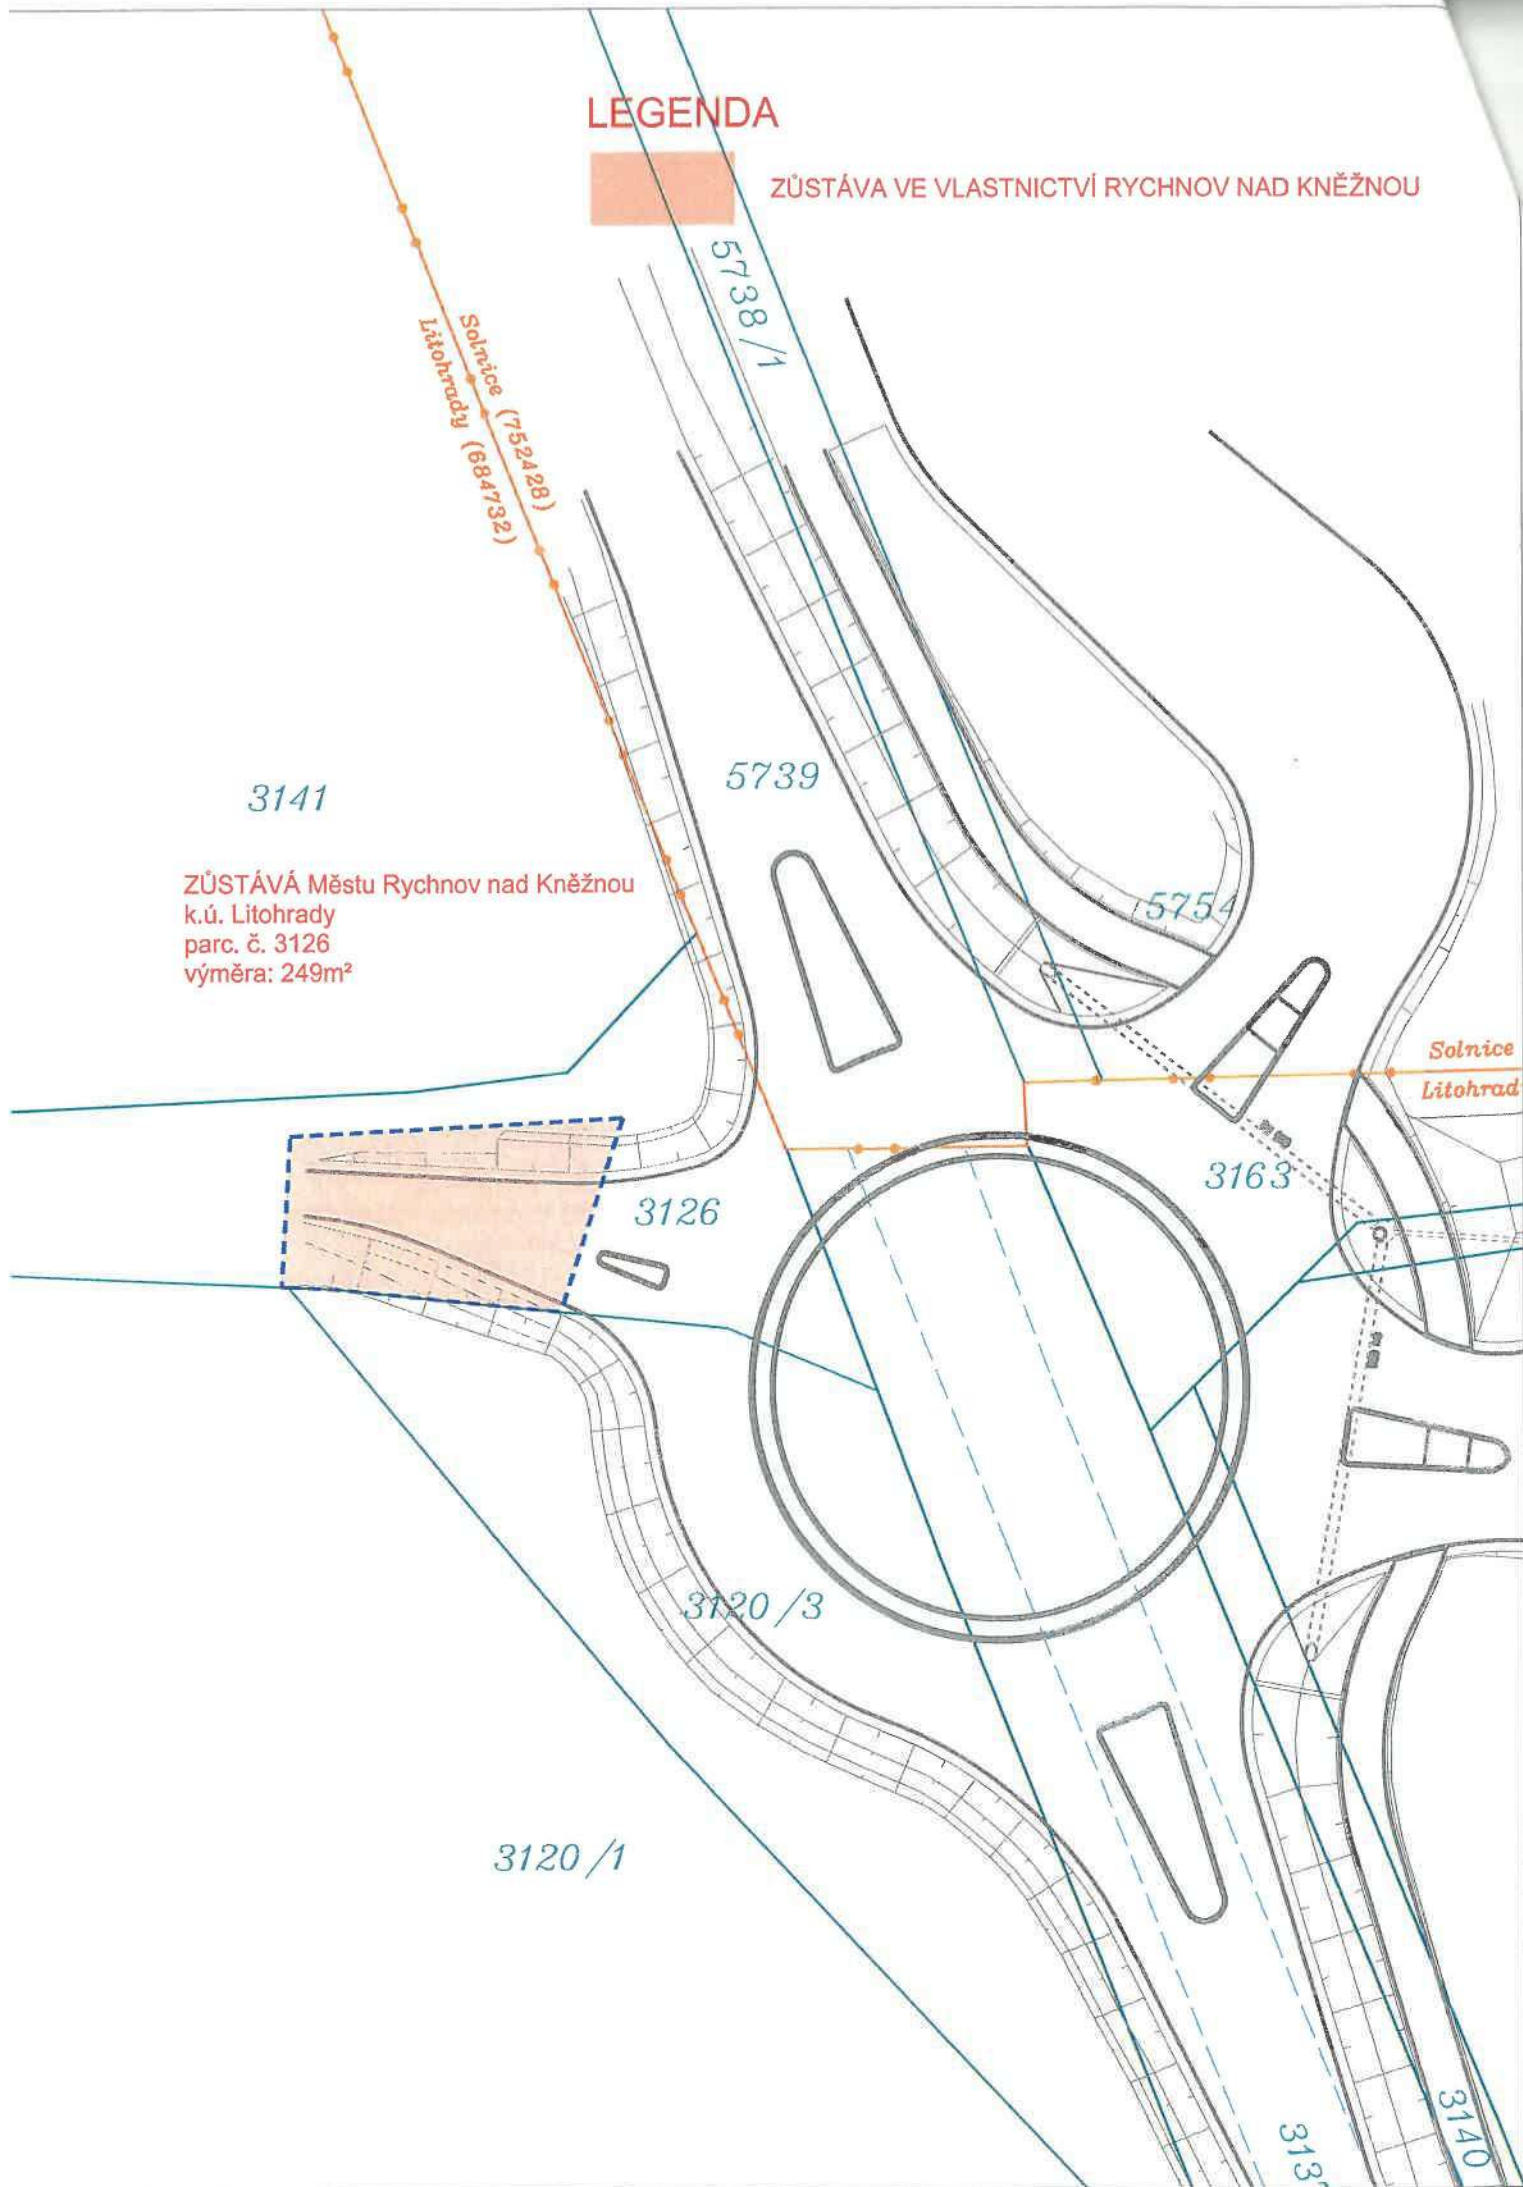 LEGENDA
ZŮSTÁVA VE VLASTNICTVÍ RYCHNOV NAD KNĚŽNOU
5738/1
Solnice (752428)
Litohrady (684732)
5739
3141
ZŮSTÁVÁ Městu Rychnov nad Kněžnou
k.ú. Litohrady
parc. č. 3126
výměra: 249m²
5754
Solnice
Litohrad
3163
3126
3120/3
3120/1
3140
313